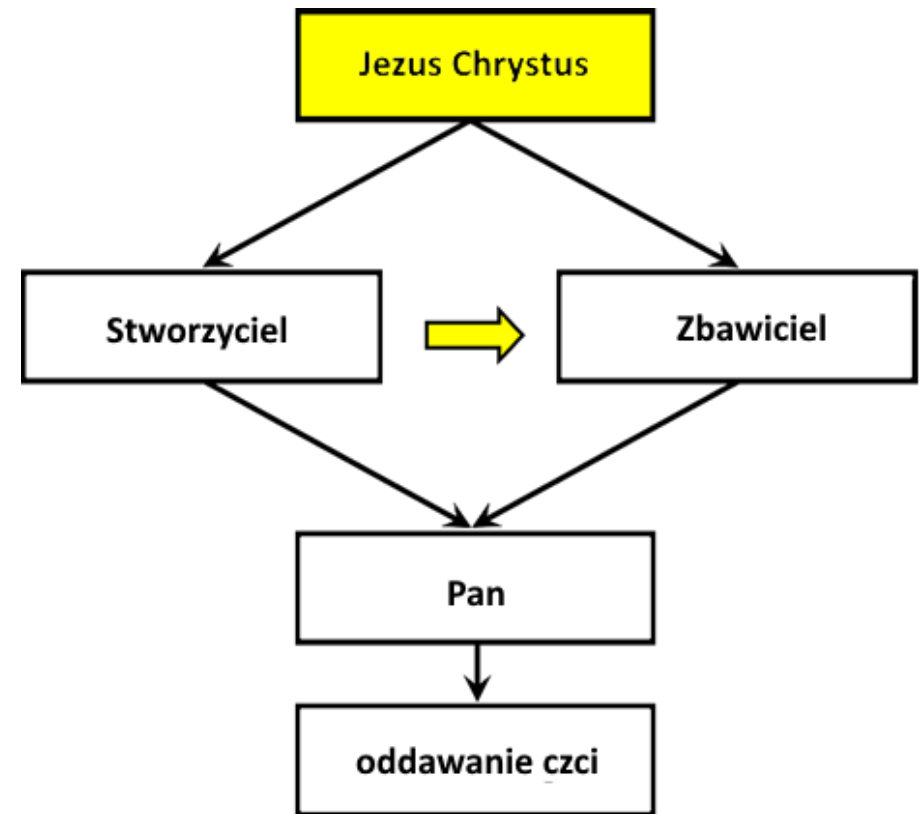 Jezus Chrystus
Stworzyciel
Zbawiciel
Pan
oddawanie czci